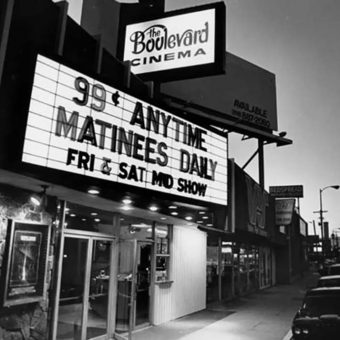 the
Boulevard
CINEMA
99¢ ANYTIME
MATINEES DAILY
FRI & SAT MID SHOW
AVAILABLE